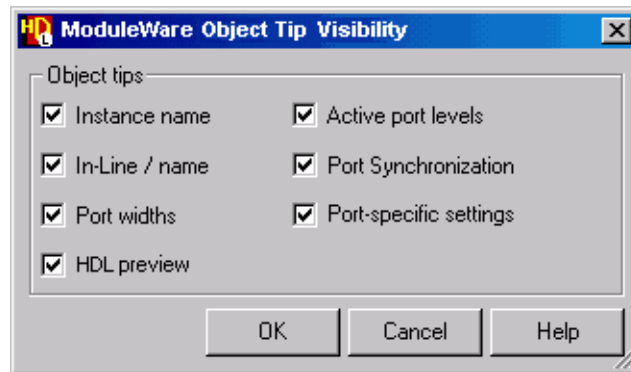 HD L ModuleWare Object Tip Visibility
Object tips
Instance name
Active port levels
In-Line / name
Port Synchronization
Port widths
Port-specific settings
HDL preview
OK Cancel Help